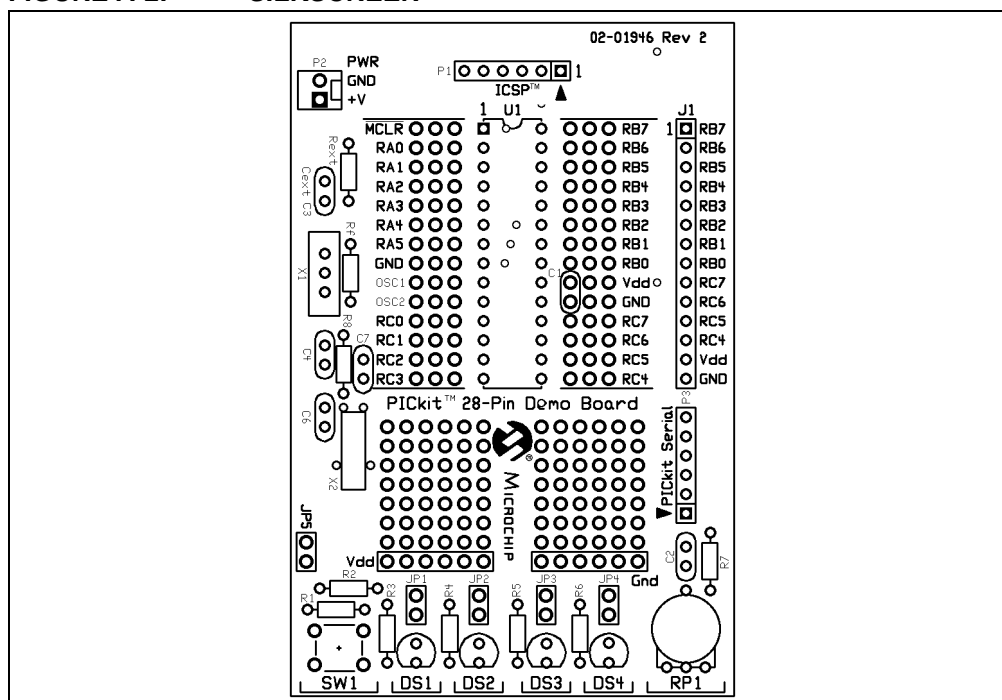 02-01946 Rev 2
P2 PWR
GND
+V
P1 1
ICSP™
1 U1
J1
MCLR RB7 1 RB7
RA0 RB6 RB6
RA1 RB5 RB5
RA2 RB4 RB4
RA3 RB3 RB3
RA4 RB2 RB2
RA5 RB1 RB1
GND RB0 RB0
OSC1 C1 Vdd RC7
OSC2 GND RC6
RC0 RC7 RC5
RC1 RC6 RC4
RC2 RC5 Vdd
RC3 RC4 GND
Rext
Cext C3
Rf
X1
R8
C4
C7
C6
X2
PICkit™ 28-Pin Demo Board
®
MICROCHIP
P3
PICkit Serial
JP5
Vdd
Gnd
C2
R7
R2
R1
R3 JP1 R4 JP2 R5 JP3 R6 JP4
SW1 DS1 DS2 DS3 DS4 RP1